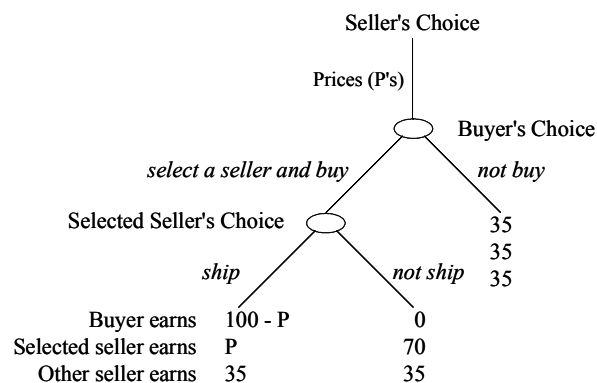 Seller's Choice
Prices (P's)
Buyer's Choice
select a seller and buy
not buy
Selected Seller's Choice
35
35
35
ship
not ship
Buyer earns 100 - P 0
Selected seller earns P 70
Other seller earns 35 35